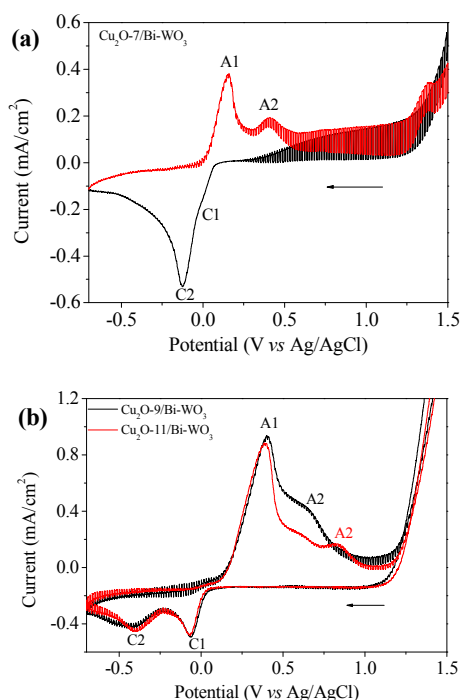 (a)
Cu₂O-7/Bi-WO₃
A1
A2
C1
C2
Current (mA/cm²)
0.6
0.4
0.2
0.0
-0.2
-0.4
-0.6
-0.5 0.0 0.5 1.0 1.5
Potential (V vs Ag/AgCl)
(b)
Cu₂O-9/Bi-WO₃
Cu₂O-11/Bi-WO₃
A1
A2
A2
C2
C1
Current (mA/cm²)
1.2
0.8
0.4
0.0
-0.4
-0.5 0.0 0.5 1.0 1.5
Potential (V vs Ag/AgCl)